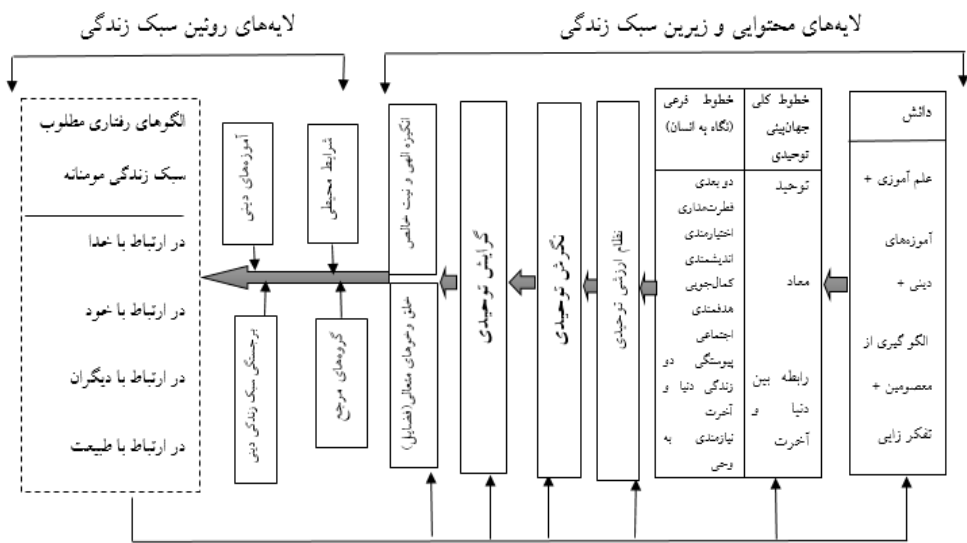 لایه‌های محتوایی و زیرین سبک زندگی
لایه‌های روئین سبک زندگی
دانش
علم آموزی +
آموزه‌های
دینی +
الگو گیری از
معصومین +
تفکر زایی
خطوط کلی
جهان‌بینی
توحیدی
توحید
معاد
رابطه بین
دنیا و
آخرت
خطوط فرعی
(نگاه به انسان)
دو بعدی
فطرت‌مداری
اختیارمندی
اندیشمندی
کمال‌جویی
هدفمندی
اجتماعی
پیوستگی دو
زندگی دنیا و
آخرت
نیازمندی به
وحی
نظام ارزشی توحیدی
نگرش توحیدی
گرایش توحیدی
انگیزه الهی و نیت خالص
خلق و خوهای متعالی(فضایل)
شرایط محیطی
گروه‌های مرجع
آموزه‌های دینی
برجستگی سبک زندگی دینی
الگوهای رفتاری مطلوب
سبک زندگی مومنانه
در ارتباط با خدا
در ارتباط با خود
در ارتباط با دیگران
در ارتباط با طبیعت